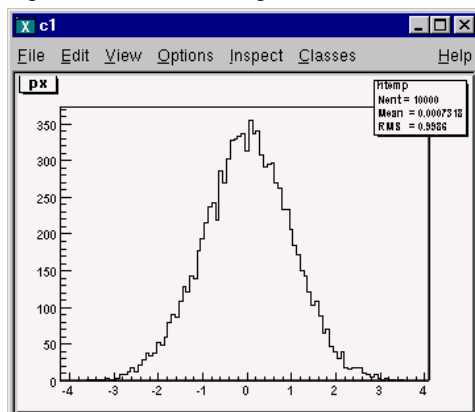 c1
File Edit View Options Inspect Classes Help
px
htemp
Nent = 10000
Mean = 0.0007318
RMS = 0.9986
350
300
250
200
150
100
50
0
-4 -3 -2 -1 0 1 2 3 4